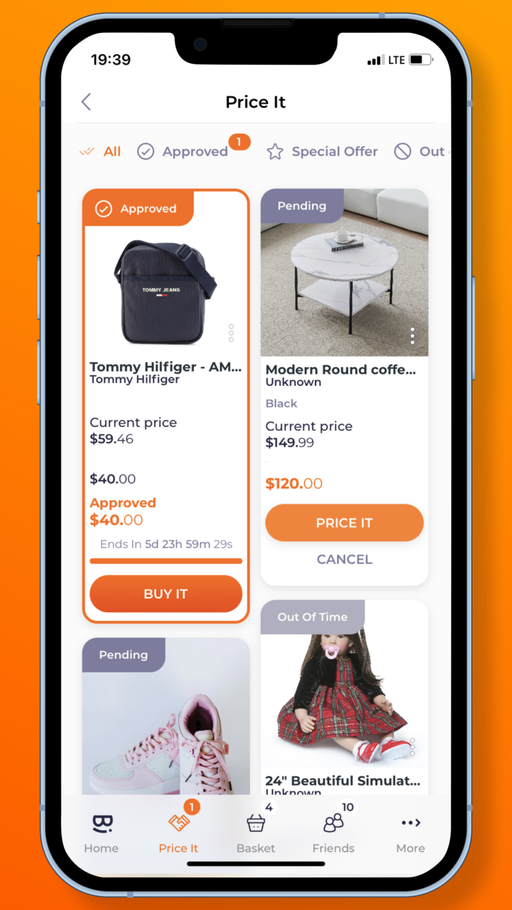 19:39
LTE
Price It
All
Approved
1
Special Offer
Out
Approved
TOMMY JEANS
Tommy Hilfiger - AM...
Tommy Hilfiger
Current price
$59.46
$40.00
Approved
$40.00
Ends In 5d 23h 59m 29s
BUY IT
Pending
Modern Round coffe...
Unknown
Black
Current price
$149.99
$120.00
PRICE IT
CANCEL
Pending
Out Of Time
24" Beautiful Simulat...
Unknown
1
4
10
Home
Price It
Basket
Friends
More